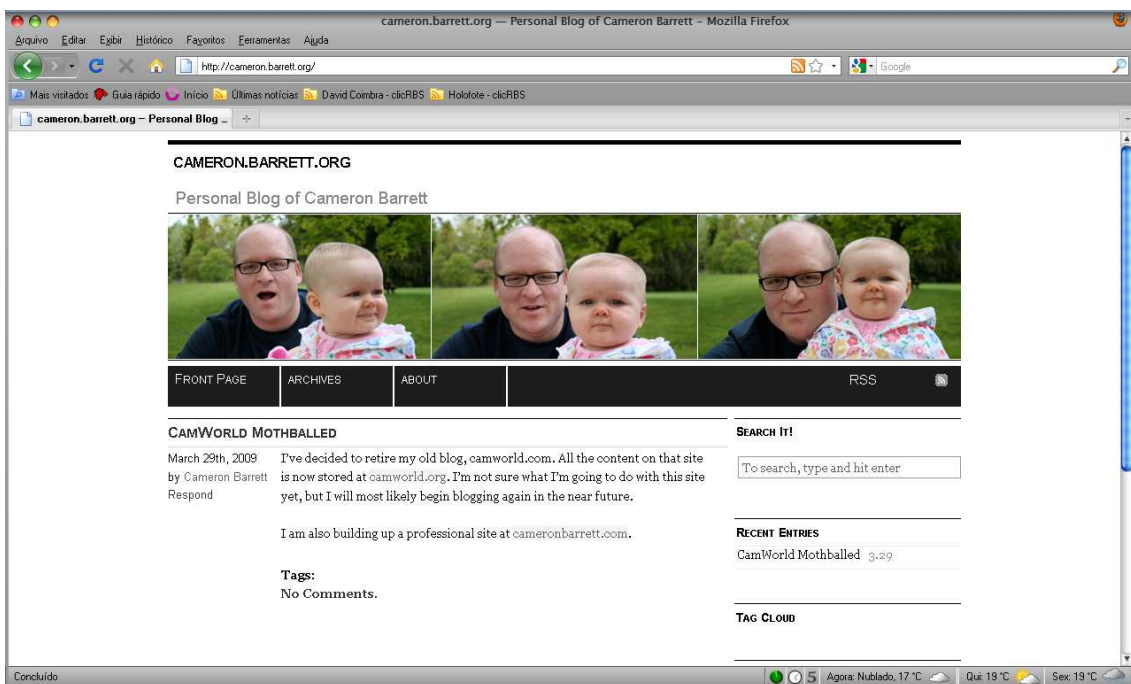 cameron.barrett.org — Personal Blog of Cameron Barrett – Mozilla Firefox
Arquivo Editar Exibir Histórico Favoritos Ferramentas Ajuda
http://cameron.barrett.org/
Google
Mais visitados Guia rápido Início Últimas notícias David Coimbra - clicRBS Holofote - clicRBS
cameron.barrett.org – Personal Blog ...
CAMERON.BARRETT.ORG
Personal Blog of Cameron Barrett
FRONT PAGE ARCHIVES ABOUT RSS
CAMWORLD MOTHBALLED
March 29th, 2009
by Cameron Barrett
Respond
I've decided to retire my old blog, camworld.com. All the content on that site
is now stored at camworld.org. I'm not sure what I'm going to do with this site
yet, but I will most likely begin blogging again in the near future.
I am also building up a professional site at cameronbarrett.com.
Tags:
No Comments.
SEARCH IT!
To search, type and hit enter
RECENT ENTRIES
CamWorld Mothballed 3.29
TAG CLOUD
Concluído
5 Agora: Nublado, 17 °C Qui: 19 °C Sex: 19 °C